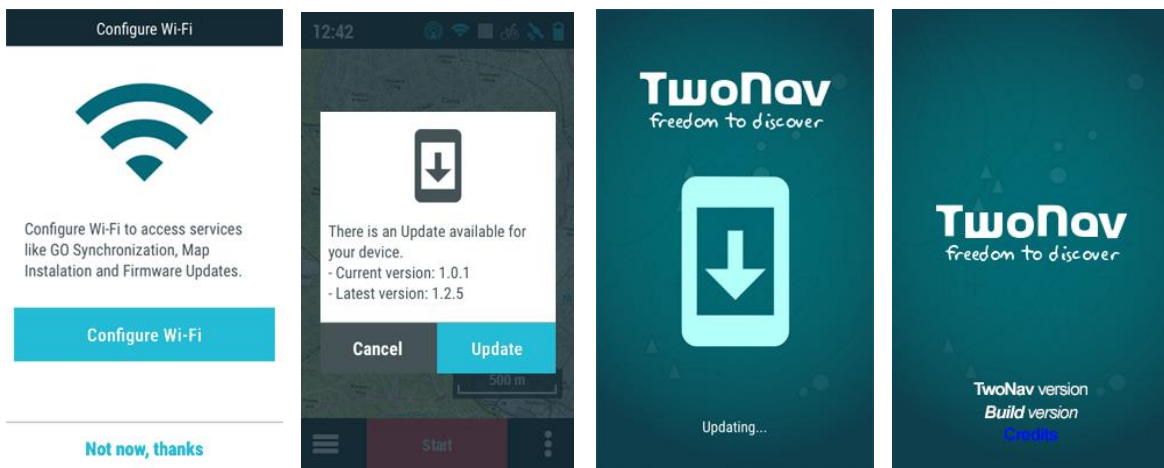 Configure Wi-Fi
Configure Wi-Fi to access services
like GO Synchronization, Map
Instalation and Firmware Updates.
Configure Wi-Fi
Not now, thanks
12:42
There is an Update available for
your device.
- Current version: 1.0.1
- Latest version: 1.2.5
Cancel
Update
500 m
Start
TwoNav
freedom to discover
Updating...
TwoNav
freedom to discover
TwoNav version
Build version
Credits